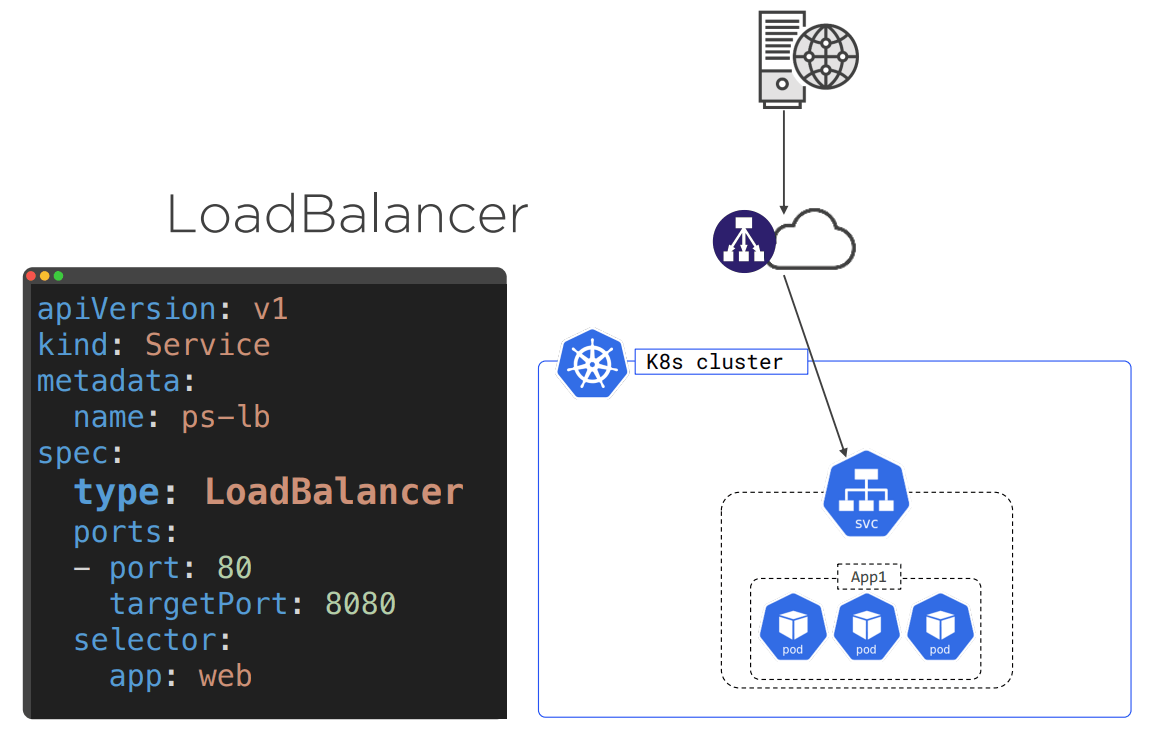 LoadBalancer
apiVersion: v1
kind: Service
metadata:
  name: ps-lb
spec:
  type: LoadBalancer
  ports:
  - port: 80
    targetPort: 8080
  selector:
    app: web
K8s cluster
svc
App1
pod
pod
pod